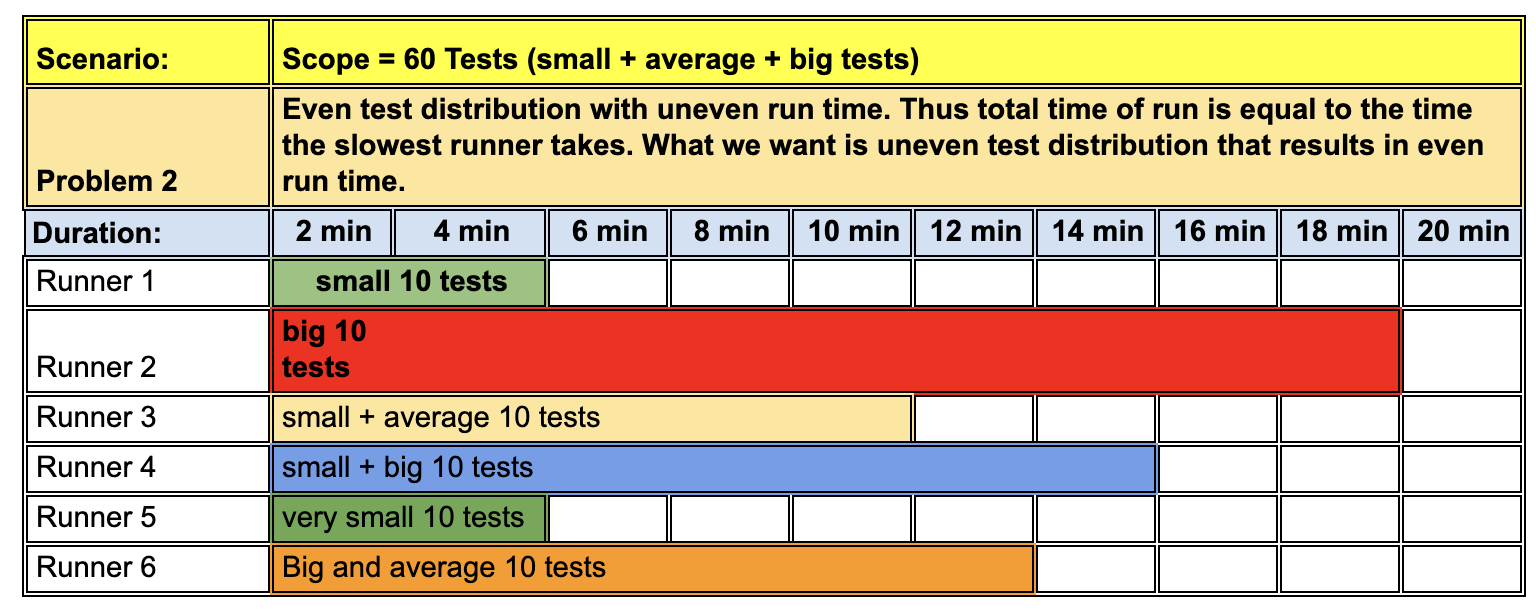 Scenario:
Scope = 60 Tests (small + average + big tests)
Problem 2
Even test distribution with uneven run time. Thus total time of run is equal to the time
the slowest runner takes. What we want is uneven test distribution that results in even
run time.
Duration:
2 min
4 min
6 min
8 min
10 min
12 min
14 min
16 min
18 min
20 min
Runner 1
small 10 tests
Runner 2
big 10
tests
Runner 3
small + average 10 tests
Runner 4
small + big 10 tests
Runner 5
very small 10 tests
Runner 6
Big and average 10 tests